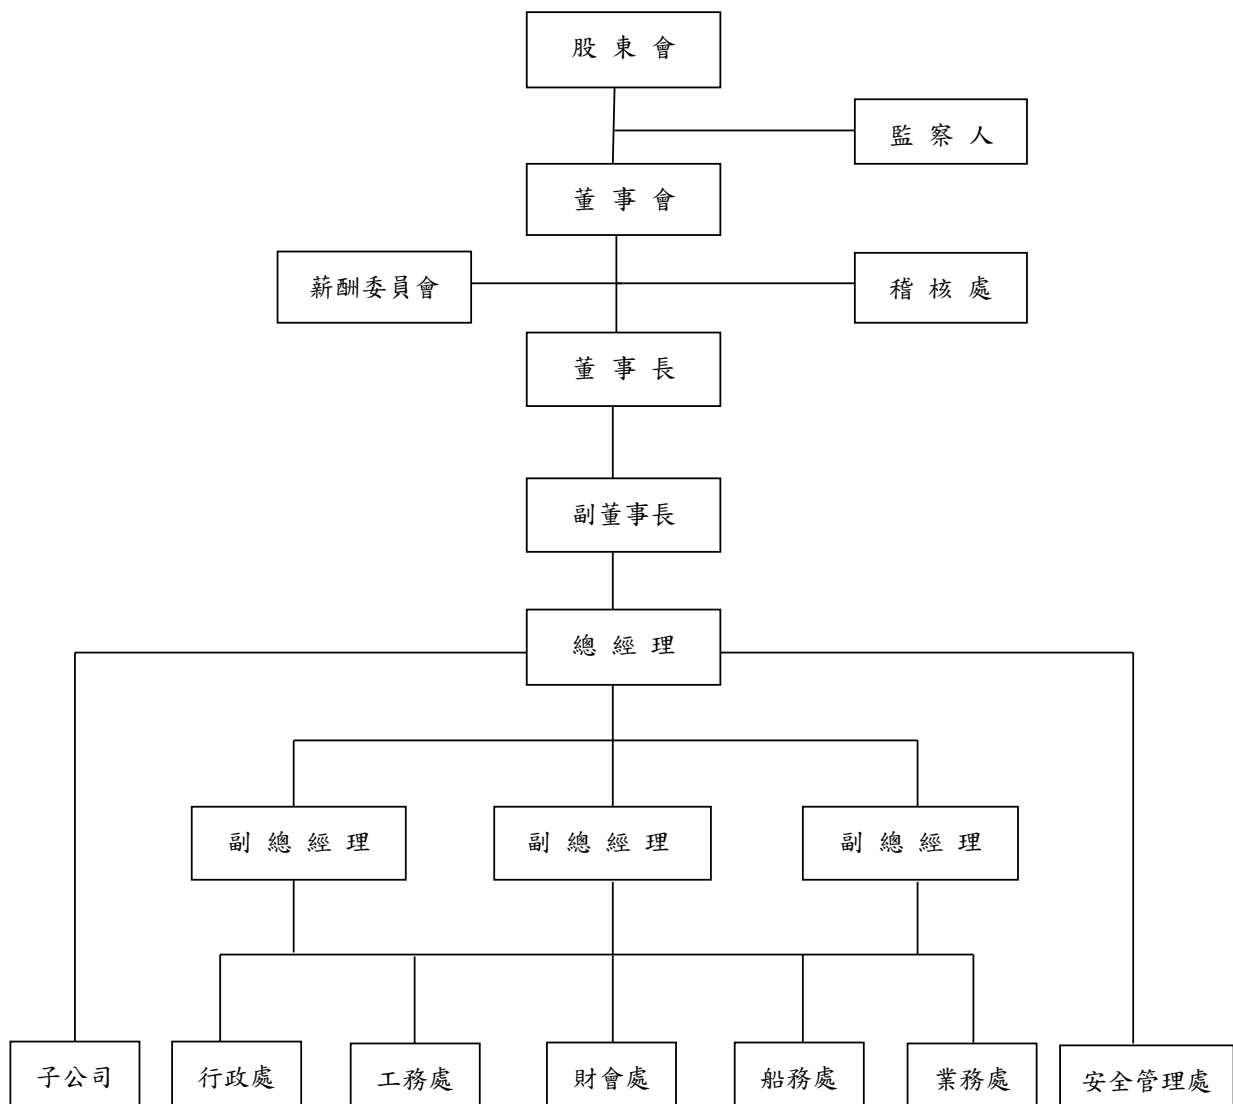 股東會
監察人
董事會
薪酬委員會
稽核處
董事長
副董事長
總經理
副總經理
副總經理
副總經理
子公司
行政處
工務處
財會處
船務處
業務處
安全管理處